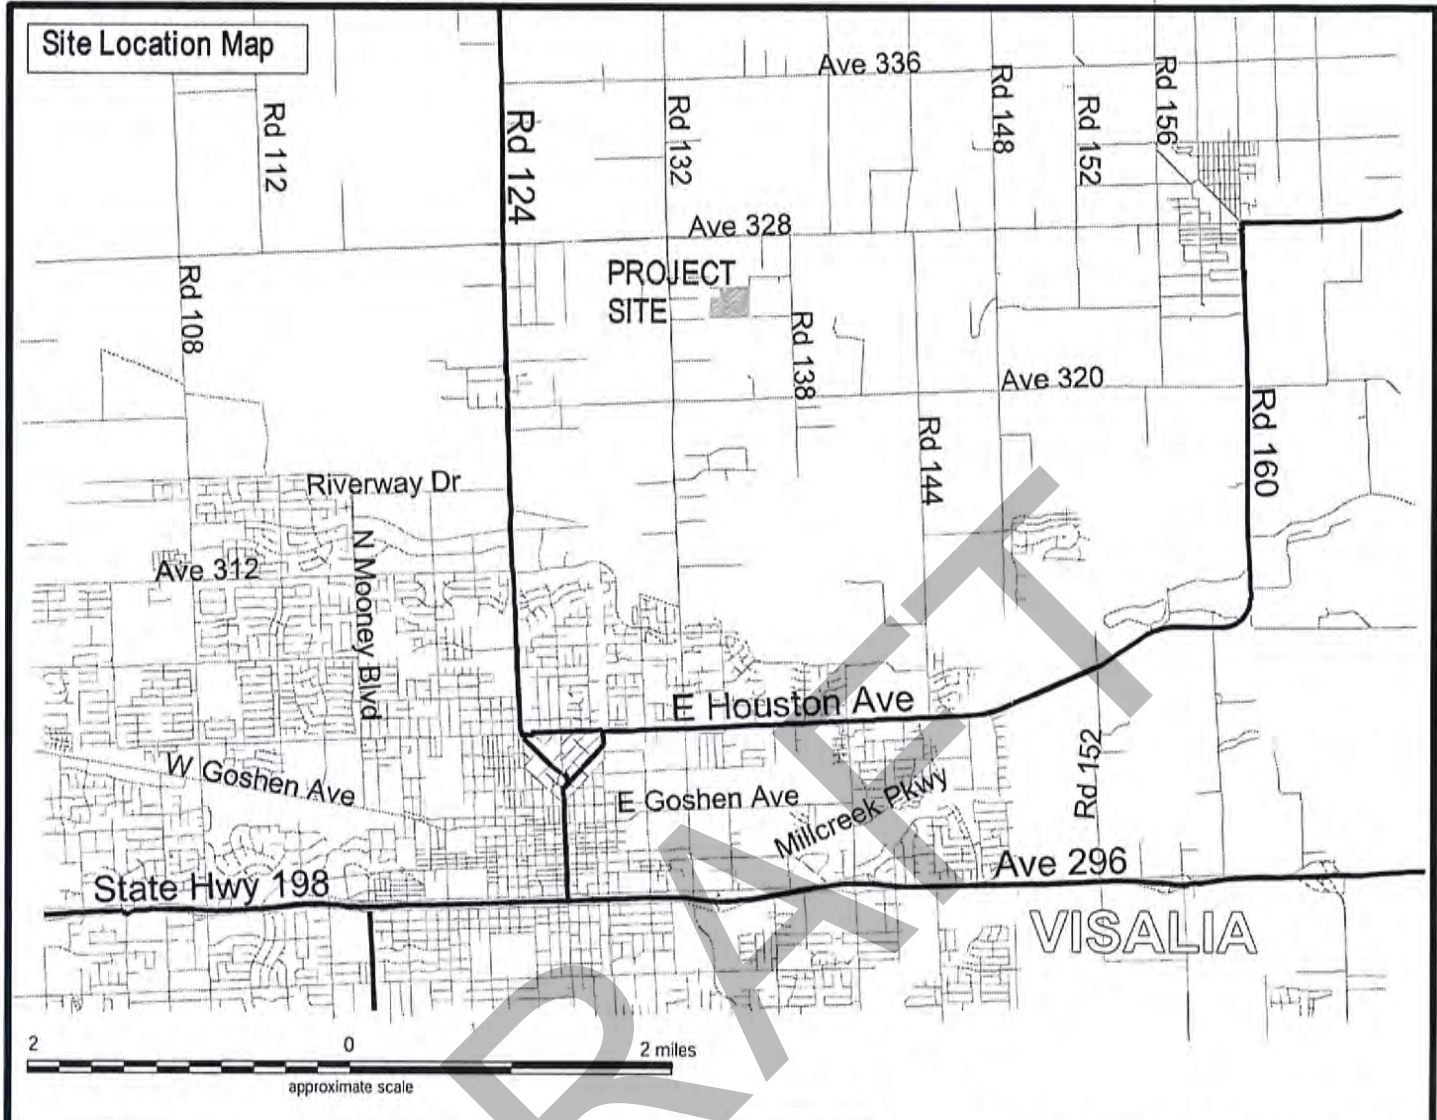 Site Location Map
Ave 336
Rd 112
Rd 124
Rd 132
Rd 148
Rd 152
Rd 156
Ave 328
PROJECT
SITE
Rd 108
Rd 138
Ave 320
Rd 144
Rd 160
Riverway Dr
N Mooney Blvd
Ave 312
E Houston Ave
W Goshen Ave
E Goshen Ave
Millcreek Pkwy
Rd 152
Ave 296
State Hwy 198
VISALIA
2 0 2 miles
approximate scale
RAFT